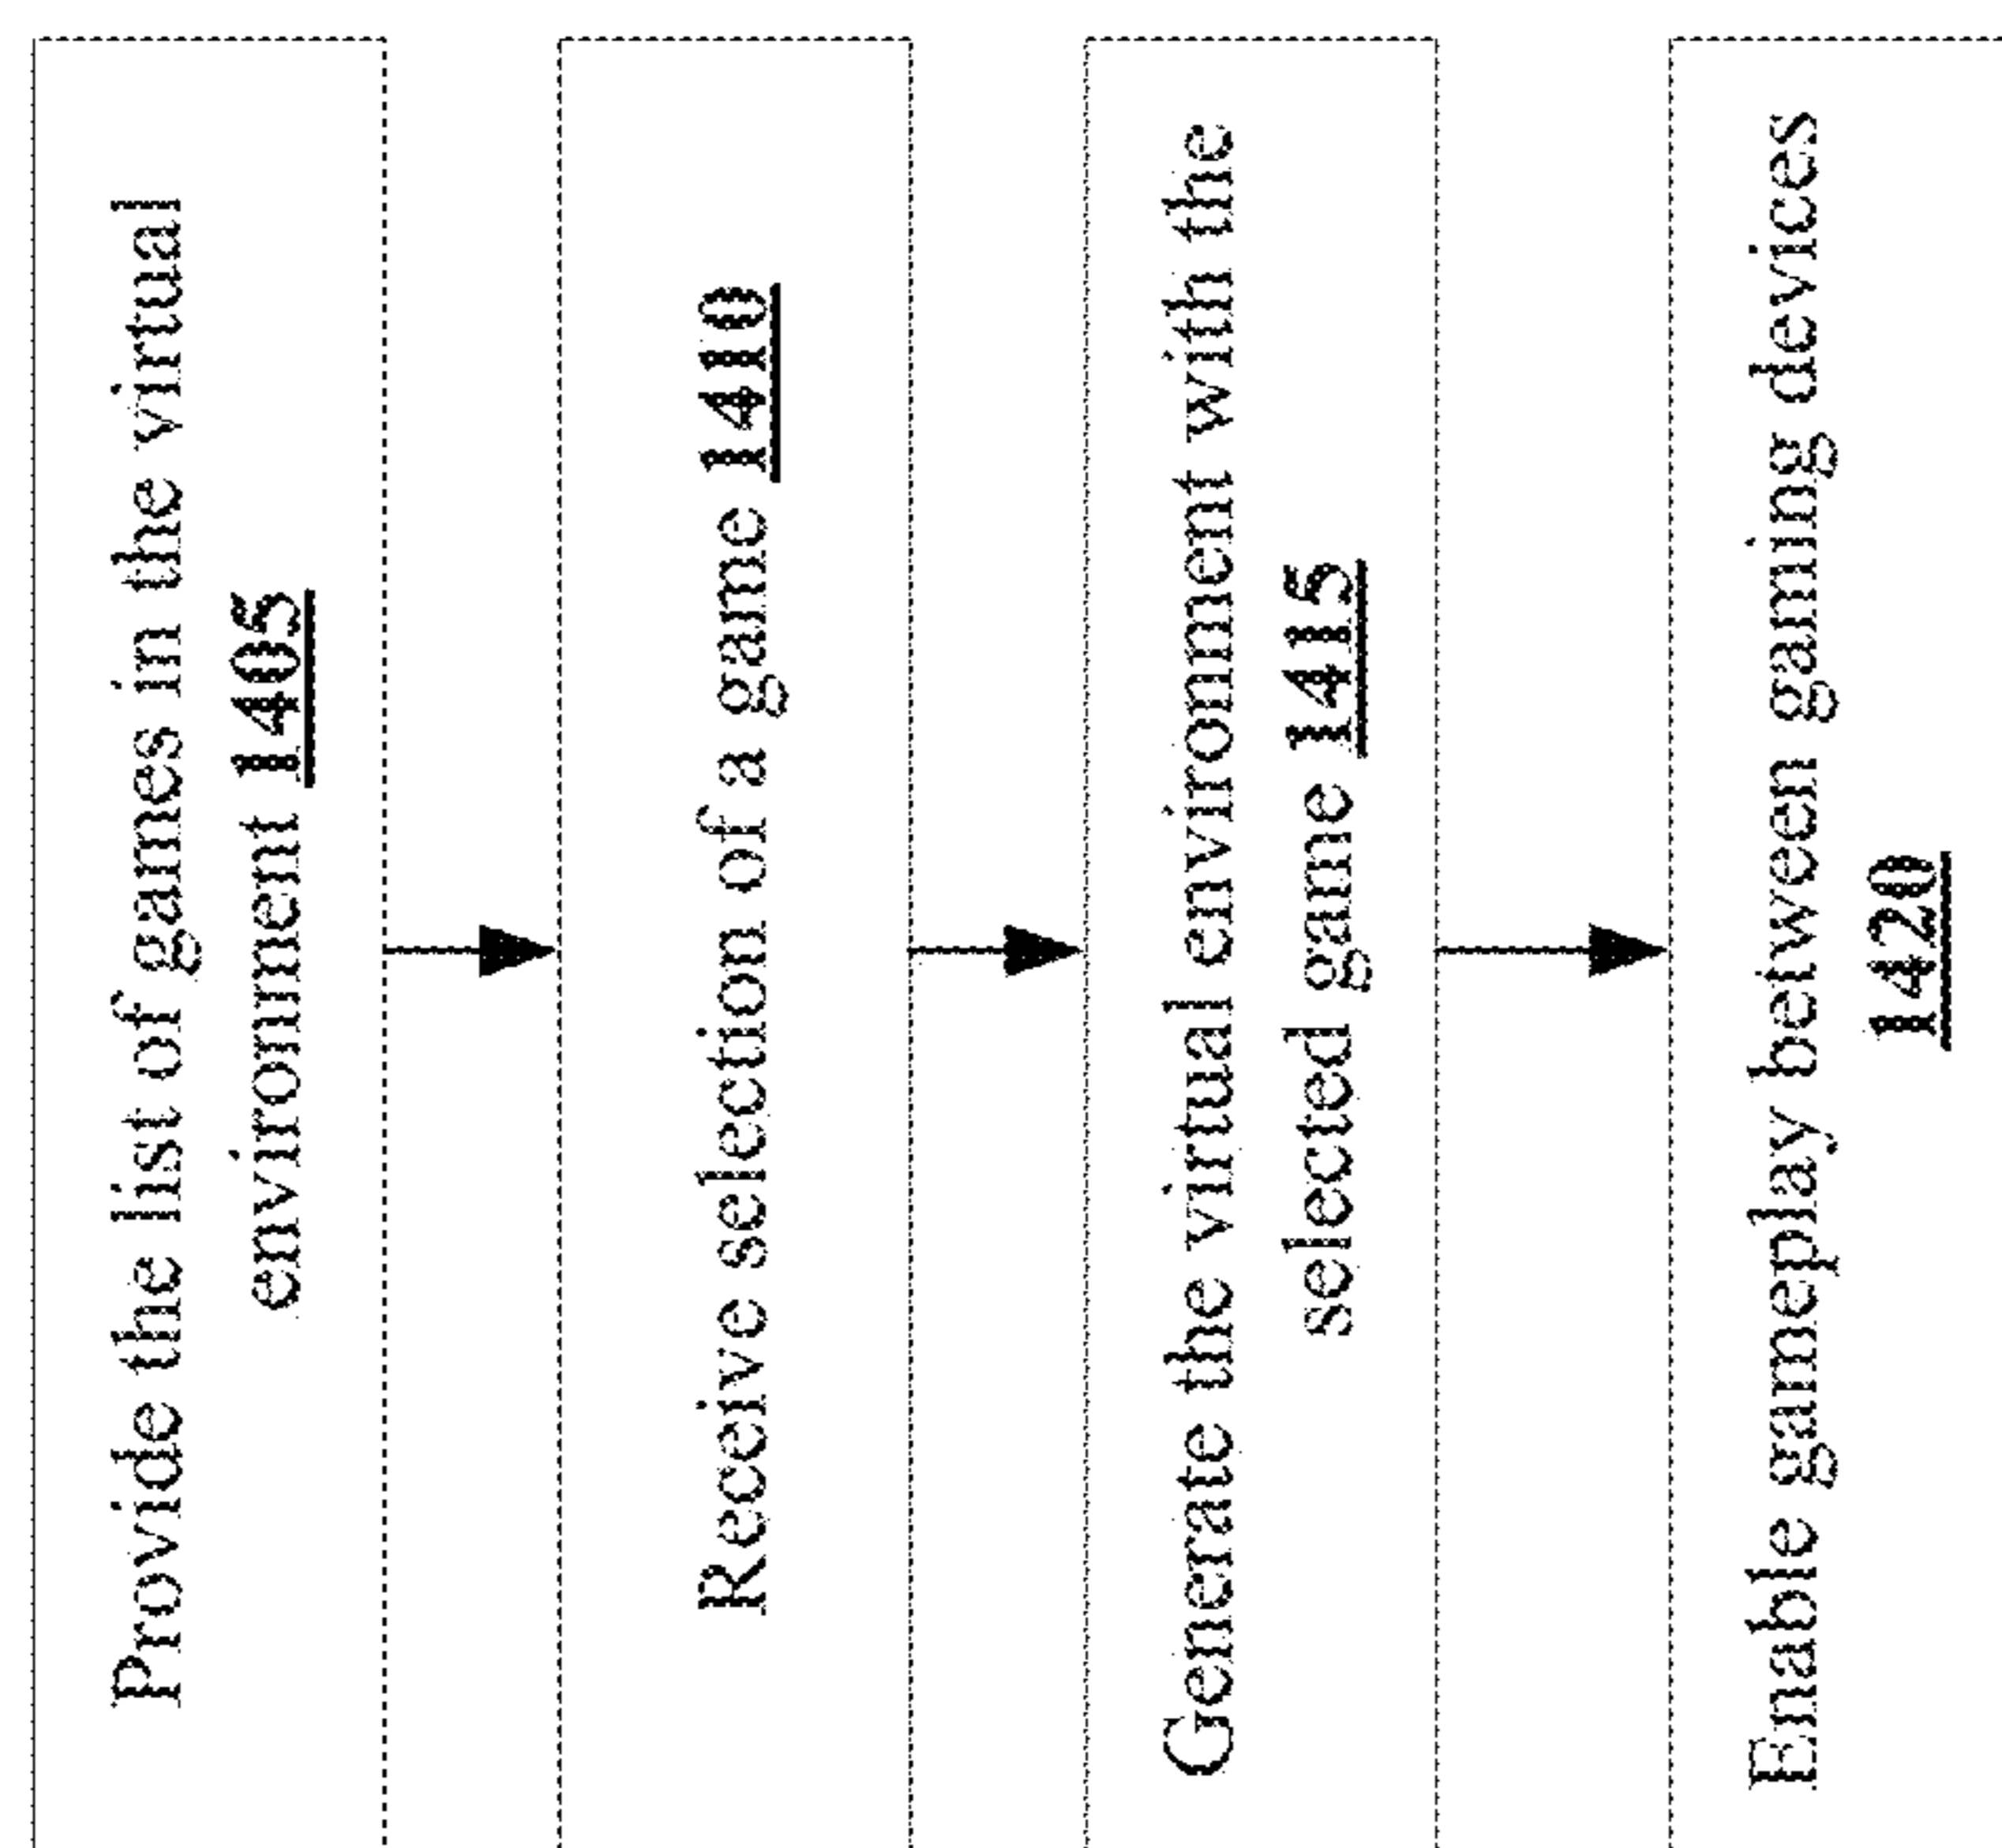 Provide the list of games in the virtual
environment 1405
Receive selection of a game 1410
Generate the virtual environment with the
selected game 1415
Enable gameplay between gaming devices
1420